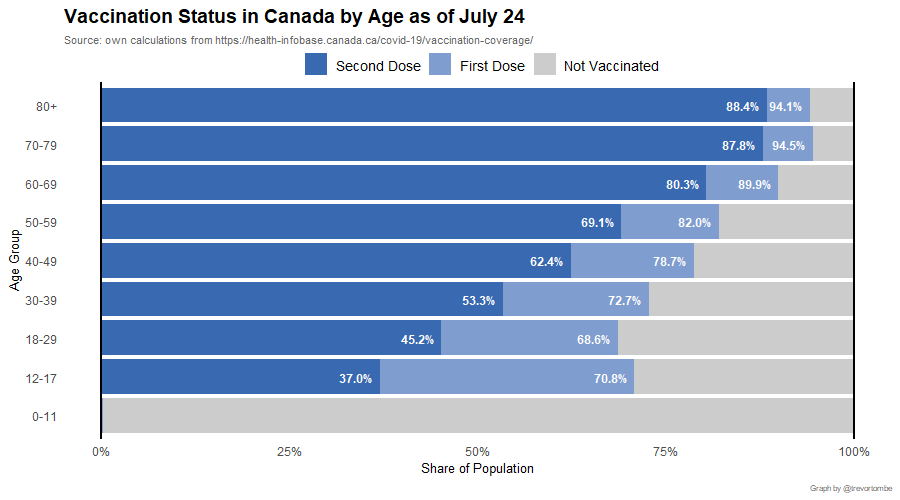 Vaccination Status in Canada by Age as of July 24
Source: own calculations from https://health-infobase.canada.ca/covid-19/vaccination-coverage/
Second Dose First Dose Not Vaccinated
80+ 88.4% 94.1%
70-79 87.8% 94.5%
60-69 80.3% 89.9%
50-59 69.1% 82.0%
40-49 62.4% 78.7%
30-39 53.3% 72.7%
18-29 45.2% 68.6%
12-17 37.0% 70.8%
0-11
Age Group
0% 25% 50% 75% 100%
Share of Population
Graph by @trevortombe